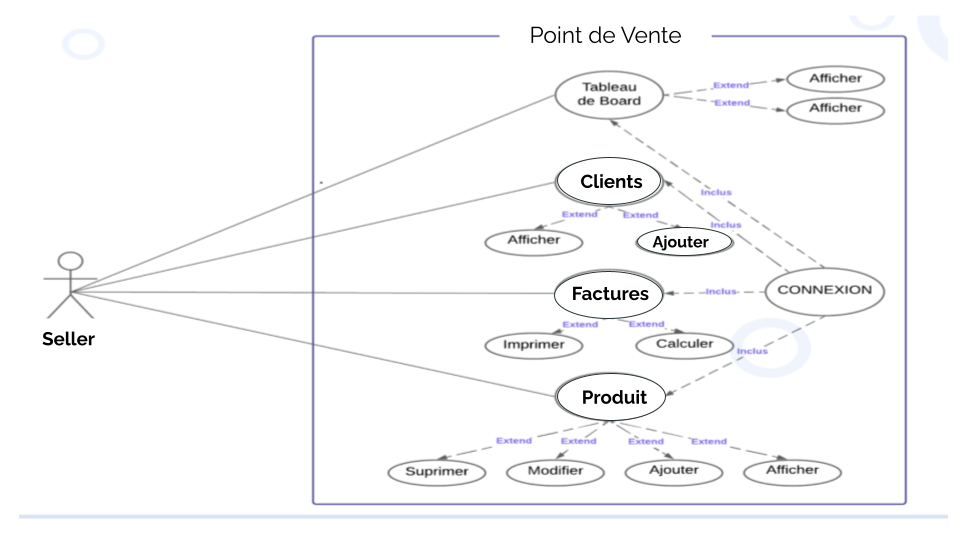 Point de Vente
Tableau
de Board
Extend
Afficher
Extend
Afficher
Inclus
Clients
Extend
Extend
Inclus
Afficher
Ajouter
Factures
Inclus
CONNEXION
Seller
Extend
Extend
Imprimer
Calculer
Inclus
Produit
Extend
Extend
Extend
Extend
Suprimer
Modifier
Ajouter
Afficher